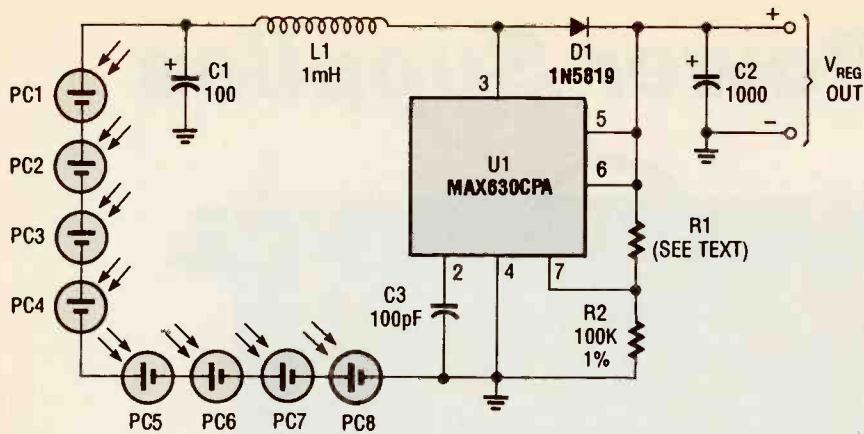 L1
1mH
D1
1N5819
+
C1
100
+
C2
1000
+
−
V_REG
OUT
PC1
PC2
PC3
PC4
3
5
6
U1
MAX630CPA
2
4
7
R1
(SEE TEXT)
C3
100pF
R2
100K
1%
PC5
PC6
PC7
PC8